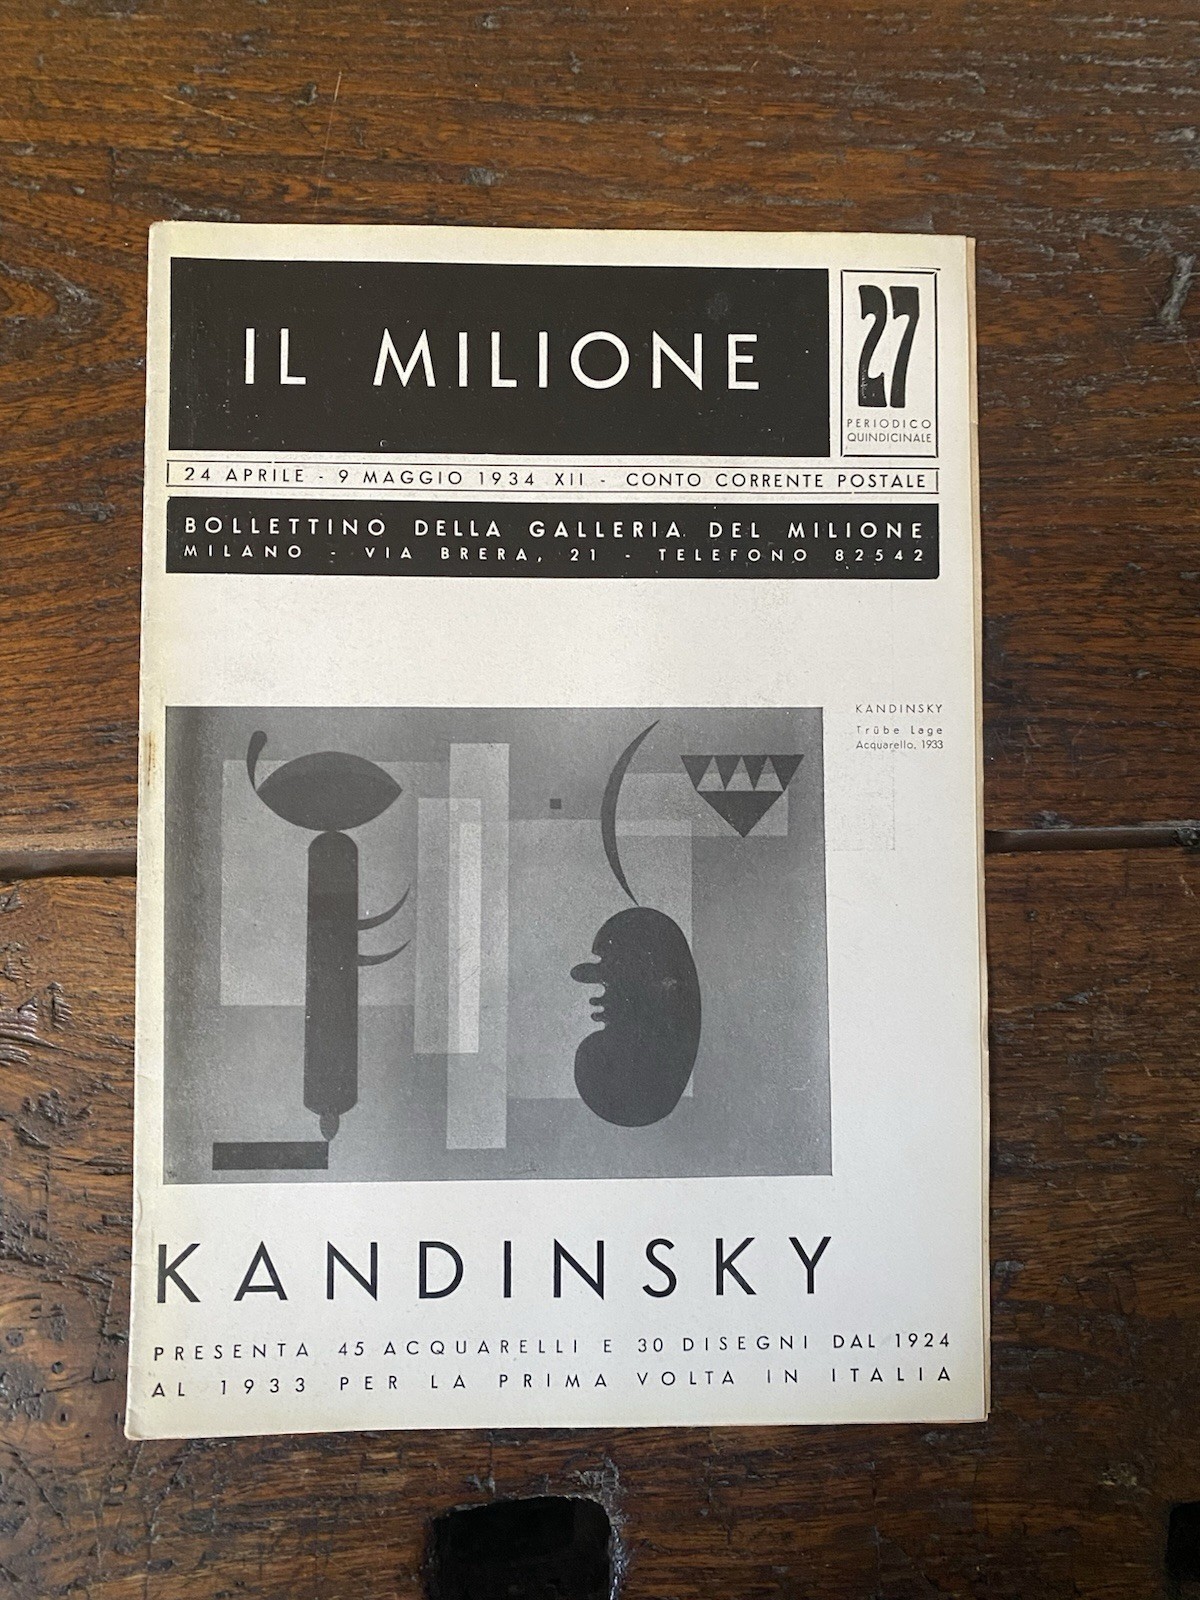 IL MILIONE
27
PERIODICO
QUINDICINALE
24 APRILE - 9 MAGGIO 1934 XII - CONTO CORRENTE POSTALE
BOLLETTINO DELLA GALLERIA DEL MILIONE
MILANO - VIA BRERA, 21 - TELEFONO 82542
KANDINSKY
Trübe Lage
Acquarello, 1933
KANDINSKY
PRESENTA 45 ACQUARELLI E 30 DISEGNI DAL 1924
AL 1933 PER LA PRIMA VOLTA IN ITALIA